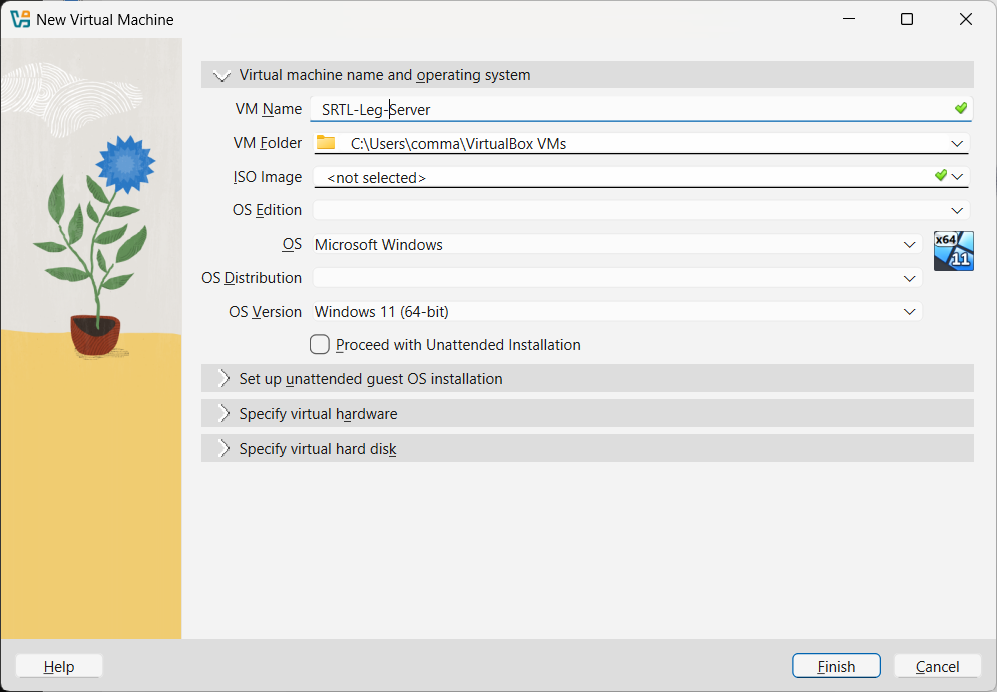 New Virtual Machine
Virtual machine name and operating system
VM Name SRTL-Leg-Server
VM Folder C:\Users\comma\VirtualBox VMs
ISO Image <not selected>
OS Edition
OS Microsoft Windows
x64
11
OS Distribution
OS Version Windows 11 (64-bit)
Proceed with Unattended Installation
Set up unattended guest OS installation
Specify virtual hardware
Specify virtual hard disk
Help Finish Cancel